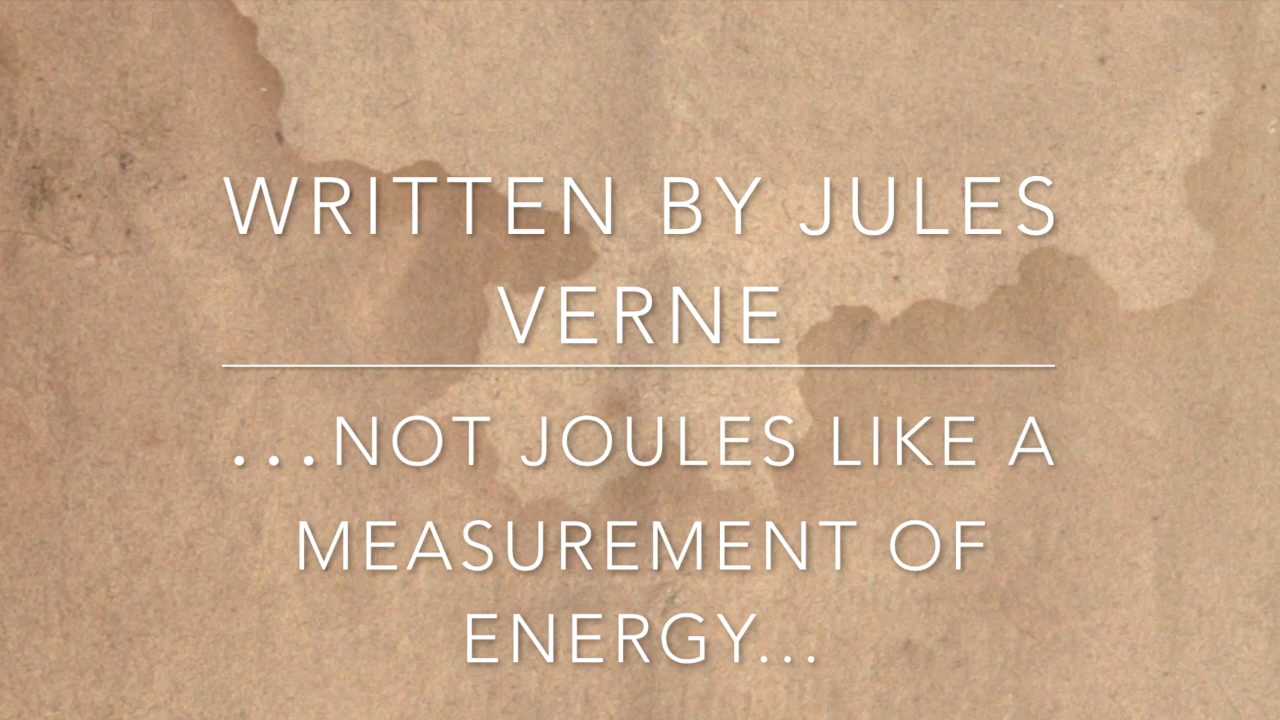 WRITTEN BY JULES
VERNE
...NOT JOULES LIKE A
MEASUREMENT OF
ENERGY...